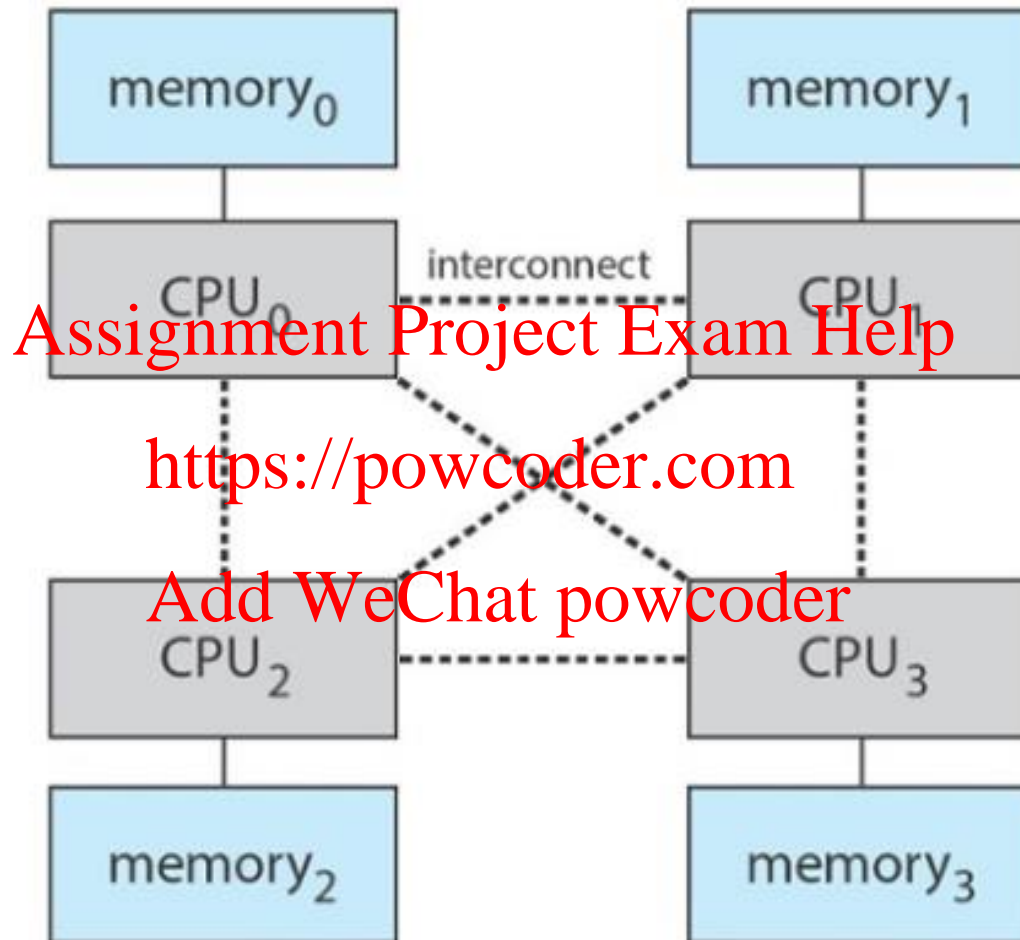 memory0 memory1
interconnect
CPU0 CPU1
Assignment Project Exam Help
https://powcoder.com
Add WeChat powcoder
CPU2 CPU3
memory2 memory3